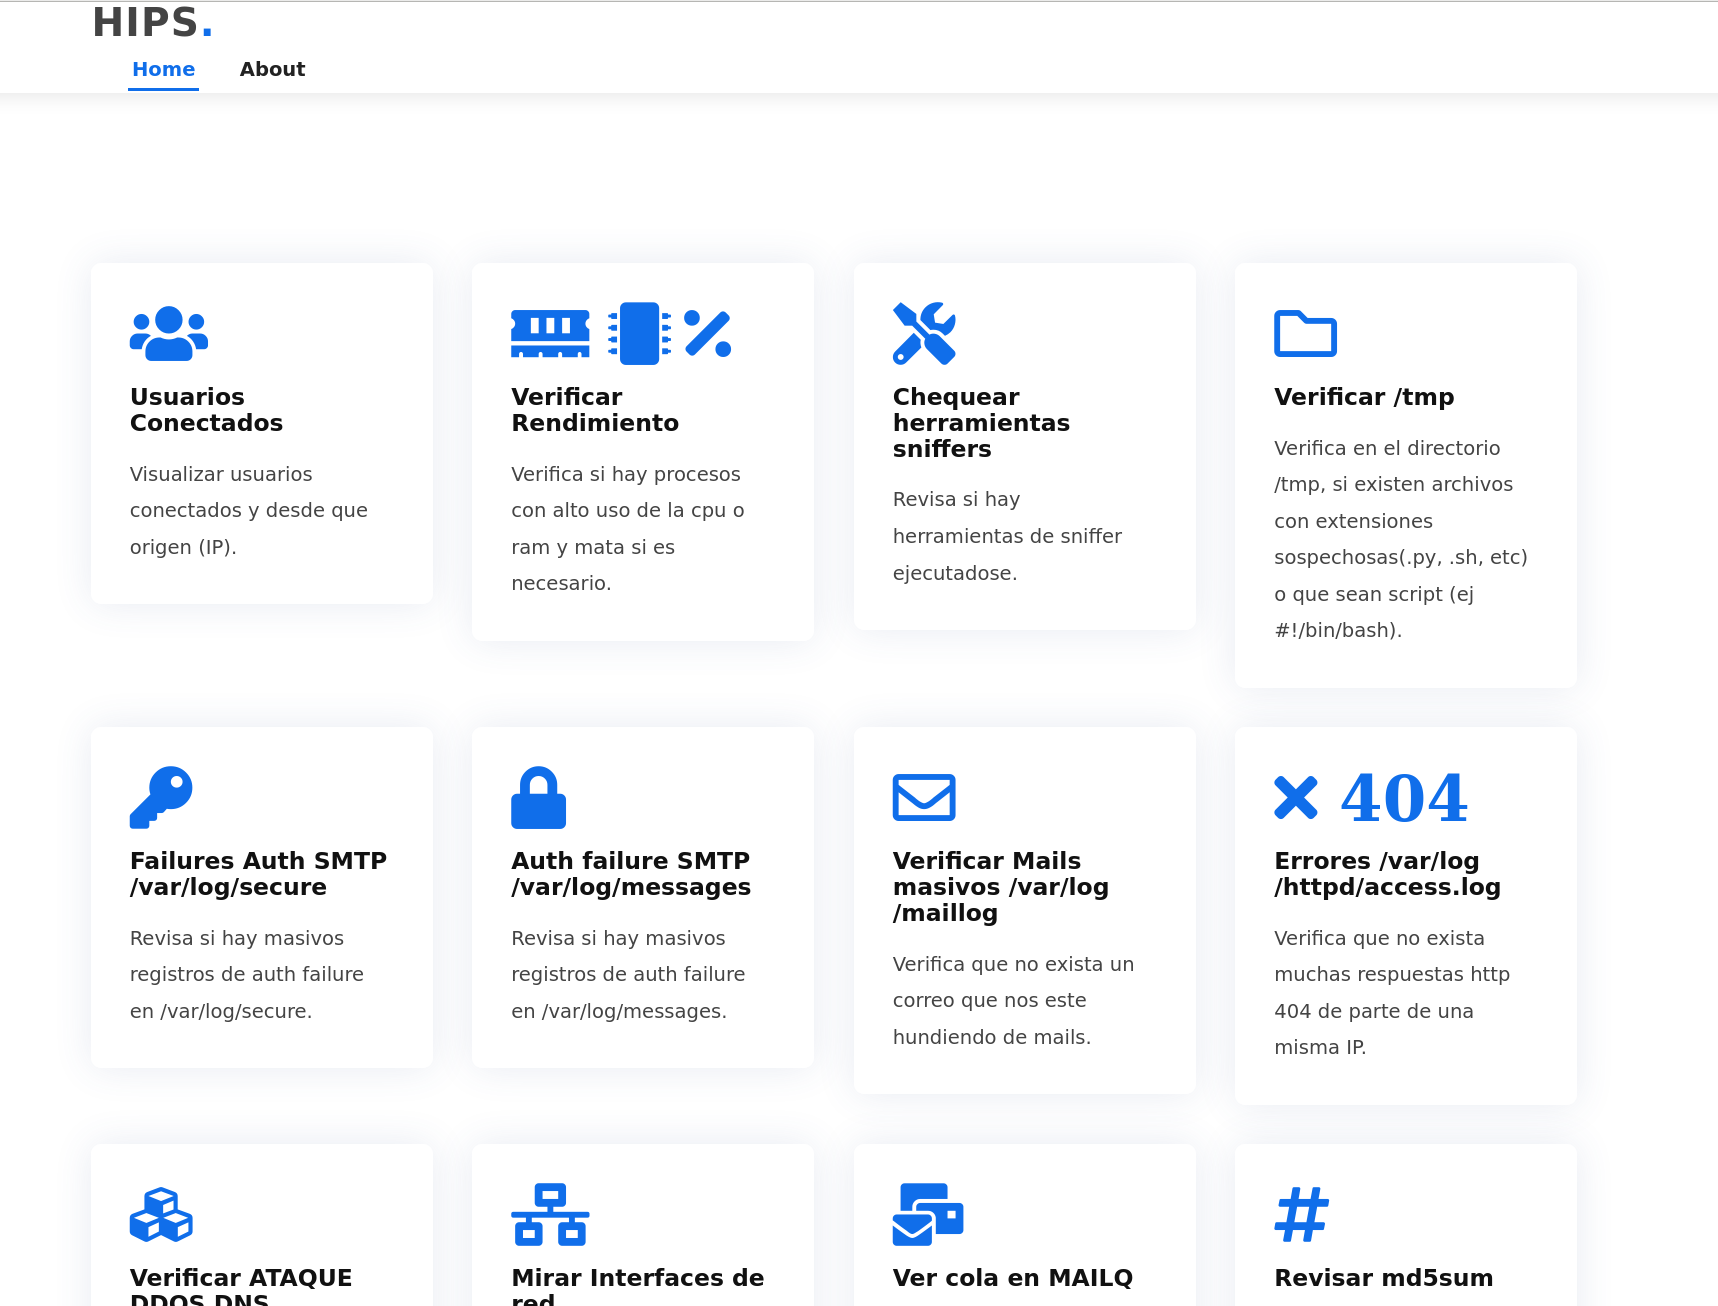 HIPS.
Home About
Usuarios
Conectados
Visualizar usuarios
conectados y desde que
origen (IP).
Verificar
Rendimiento
Verifica si hay procesos
con alto uso de la cpu o
ram y mata si es
necesario.
Chequear
herramientas
sniffers
Revisa si hay
herramientas de sniffer
ejecutadose.
Verificar /tmp
Verifica en el directorio
/tmp, si existen archivos
con extensiones
sospechosas(.py, .sh, etc)
o que sean script (ej
#!/bin/bash).
Failures Auth SMTP
/var/log/secure
Revisa si hay masivos
registros de auth failure
en /var/log/secure.
Auth failure SMTP
/var/log/messages
Revisa si hay masivos
registros de auth failure
en /var/log/messages.
Verificar Mails
masivos /var/log
/maillog
Verifica que no exista un
correo que nos este
hundiendo de mails.
404
Errores /var/log
/httpd/access.log
Verifica que no exista
muchas respuestas http
404 de parte de una
misma IP.
Verificar ATAQUE
DDOS DNS
Mirar Interfaces de
red
Ver cola en MAILQ
#
Revisar md5sum